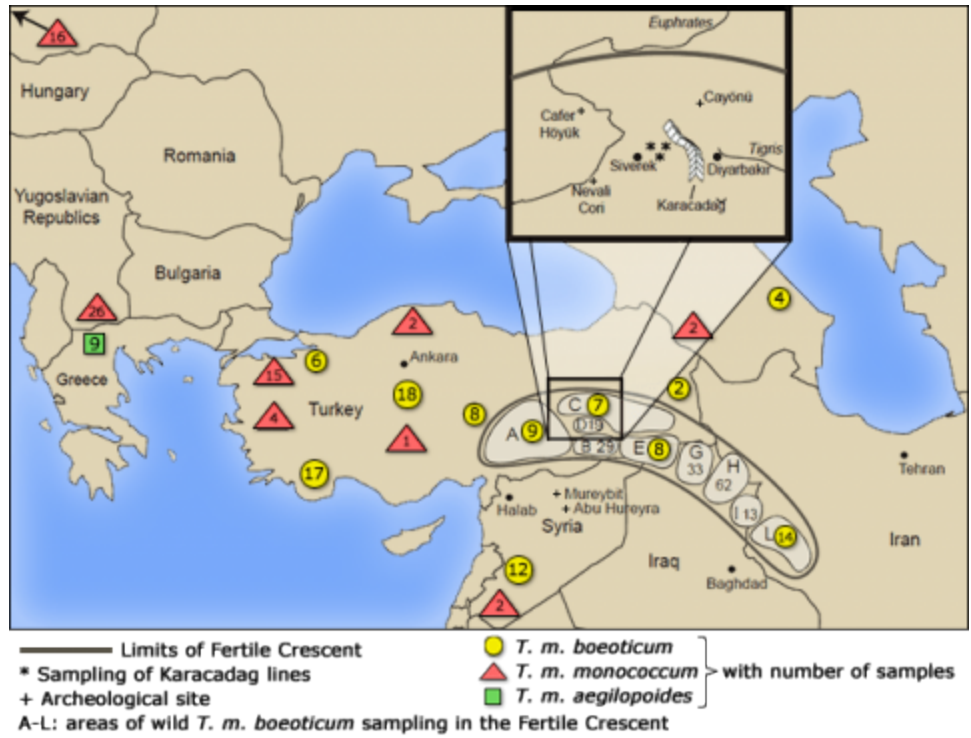 16
Hungary
Romania
Yugoslavian
Republics
Bulgaria
26
9
Greece
Euphrates
Cayönü
Cafer
Höyük
Tigris
Siverek
Diyarbakir
Nevali
Cori
Karacadağ
4
2
2
6
Ankara
15
18
Turkey
4
1
8
17
2
A 9
C 7
D 19
B 29
E 8
G
33
H
62
I 13
L 14
Tehran
Halab
Mureybit
Abu Hureyra
Syria
12
2
Iraq
Baghdad
Iran
Limits of Fertile Crescent
* Sampling of Karacadag lines
+ Archeological site
A-L: areas of wild T. m. boeoticum sampling in the Fertile Crescent
T. m. boeoticum
T. m. monococcum
T. m. aegilopoides
with number of samples